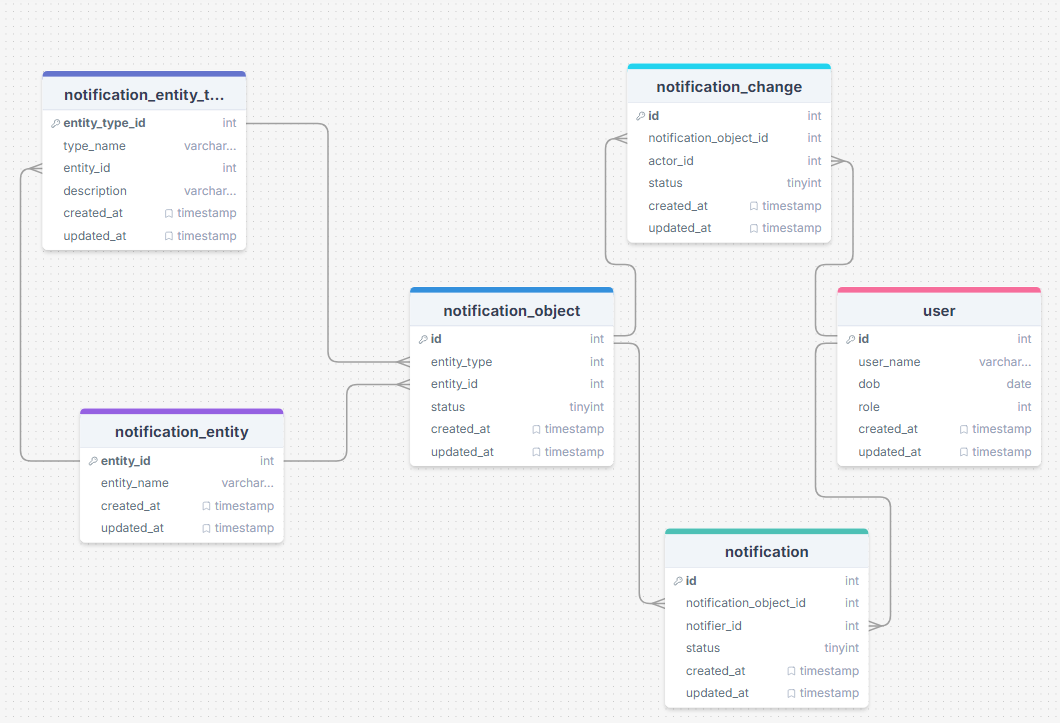 notification_entity_t...
entity_type_id int
type_name varchar...
entity_id int
description varchar...
created_at timestamp
updated_at timestamp
notification_change
id int
notification_object_id int
actor_id int
status tinyint
created_at timestamp
updated_at timestamp
notification_object
id int
entity_type int
entity_id int
status tinyint
created_at timestamp
updated_at timestamp
user
id int
user_name varchar...
dob date
role int
created_at timestamp
updated_at timestamp
notification_entity
entity_id int
entity_name varchar...
created_at timestamp
updated_at timestamp
notification
id int
notification_object_id int
notifier_id int
status tinyint
created_at timestamp
updated_at timestamp